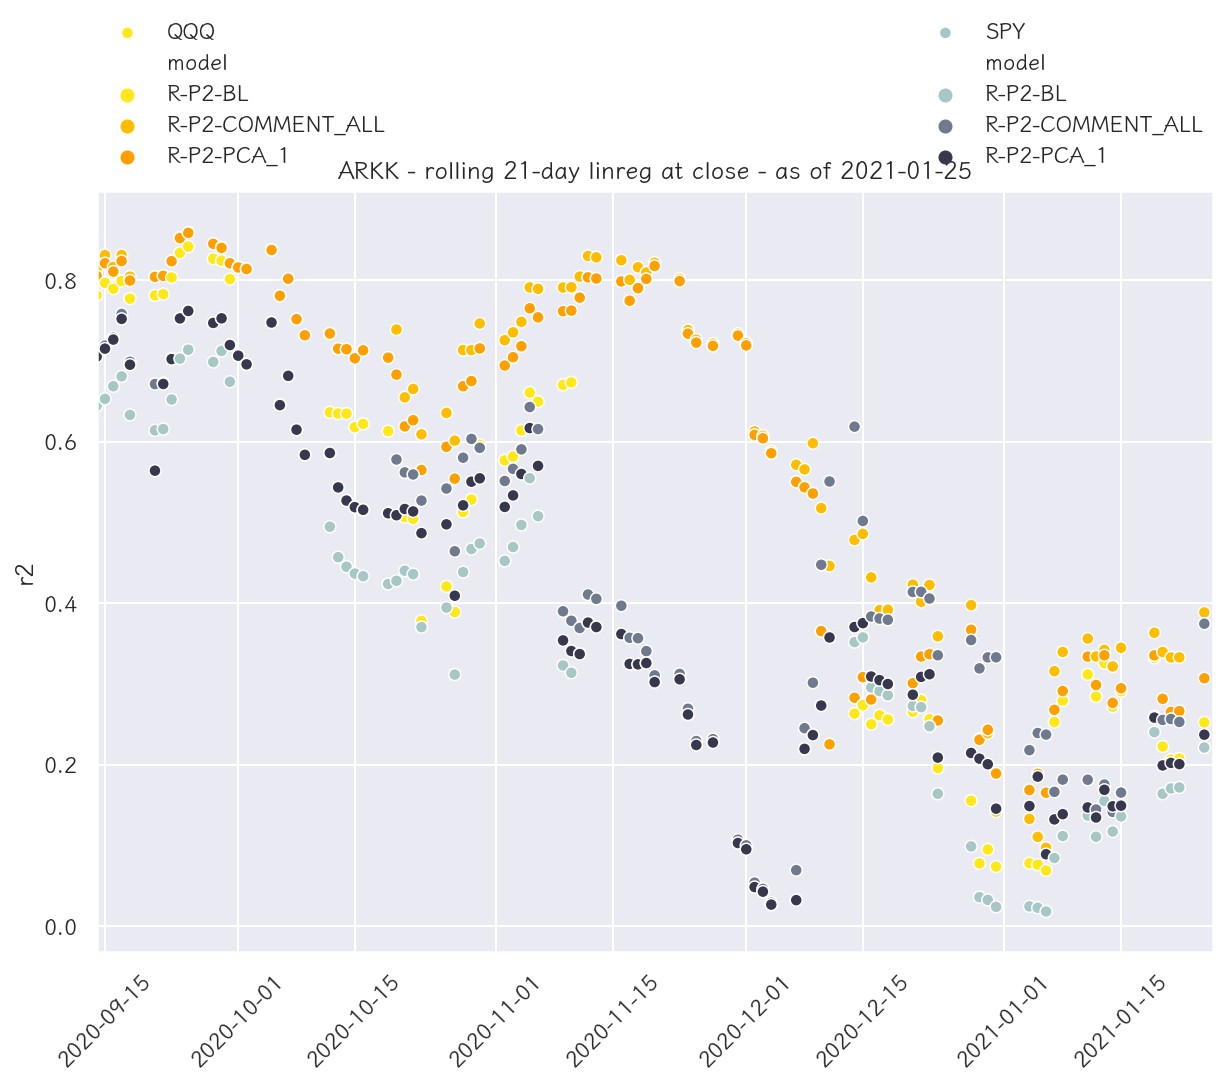 QQQ
model
R-P2-BL
R-P2-COMMENT_ALL
R-P2-PCA_1
SPY
model
R-P2-BL
R-P2-COMMENT_ALL
R-P2-PCA_1
ARKK - rolling 21-day linreg at close - as of 2021-01-25
r2
0.8
0.6
0.4
0.2
0.0
2020-09-15
2020-10-01
2020-10-15
2020-11-01
2020-11-15
2020-12-01
2020-12-15
2021-01-01
2021-01-15